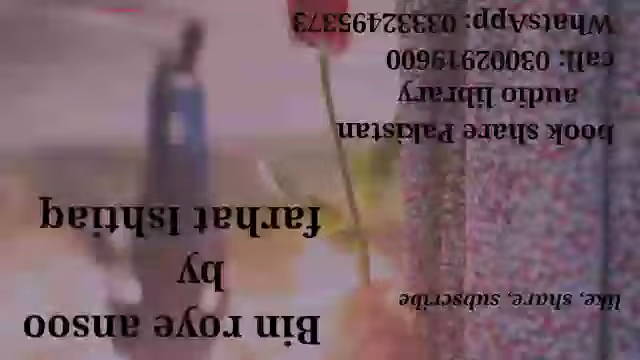 Bin roye ansoo
by
farhat Ishtiaq
like, share, subscribe
book share Pakistan
audio library
call: 03002919600
WhatsApp: 03332495373